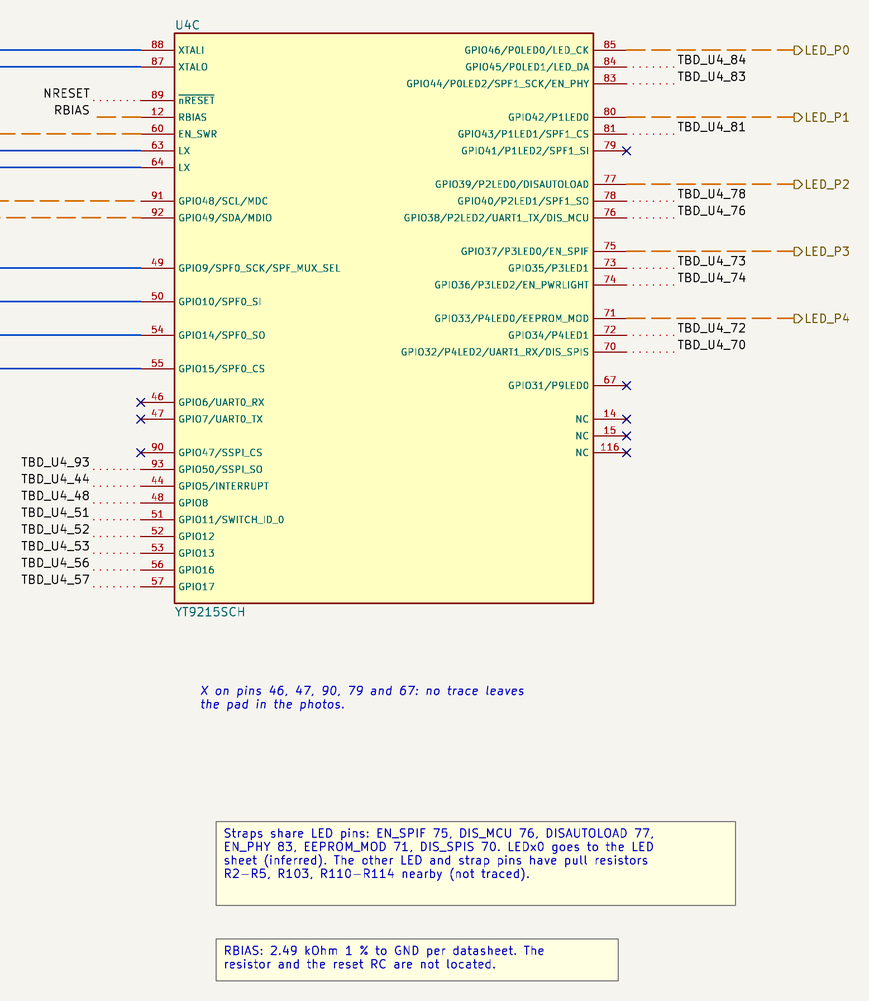 U4C
88 XTALI
87 XTALO
NRESET 89 nRESET
RBIAS 12 RBIAS
60 EN_SWR
63 LX
64 LX
91 GPIO48/SCL/MDC
92 GPIO49/SDA/MDIO
49 GPIO9/SPF0_SCK/SPF_MUX_SEL
50 GPIO10/SPF0_SI
54 GPIO14/SPF0_SO
55 GPIO15/SPF0_CS
46 GPIO6/UART0_RX
47 GPIO7/UART0_TX
90 GPIO47/SSPI_CS
TBD_U4_93 93 GPIO50/SSPI_SO
TBD_U4_44 44 GPIO5/INTERRUPT
TBD_U4_48 48 GPIO8
TBD_U4_51 51 GPIO11/SWITCH_ID_0
TBD_U4_52 52 GPIO12
TBD_U4_53 53 GPIO13
TBD_U4_56 56 GPIO16
TBD_U4_57 57 GPIO17
GPIO46/P0LED0/LED_CK 85 LED_P0
GPIO45/P0LED1/LED_DA 84 TBD_U4_84
GPIO44/P0LED2/SPF1_SCK/EN_PHY 83 TBD_U4_83
GPIO42/P1LED0 80 LED_P1
GPIO43/P1LED1/SPF1_CS 81 TBD_U4_81
GPIO41/P1LED2/SPF1_SI 79
GPIO39/P2LED0/DISAUTOLOAD 77 LED_P2
GPIO40/P2LED1/SPF1_SO 78 TBD_U4_78
GPIO38/P2LED2/UART1_TX/DIS_MCU 76 TBD_U4_76
GPIO37/P3LED0/EN_SPIF 75 LED_P3
GPIO35/P3LED1 73 TBD_U4_73
GPIO36/P3LED2/EN_PWRLIGHT 74 TBD_U4_74
GPIO33/P4LED0/EEPROM_MOD 71 LED_P4
GPIO34/P4LED1 72 TBD_U4_72
GPIO32/P4LED2/UART1_RX/DIS_SPIS 70 TBD_U4_70
GPIO31/P9LED0 67
NC 14
NC 15
NC 116
YT9215SCH
X on pins 46, 47, 90, 79 and 67: no trace leaves
the pad in the photos.
Straps share LED pins: EN_SPIF 75, DIS_MCU 76, DISAUTOLOAD 77,
EN_PHY 83, EEPROM_MOD 71, DIS_SPIS 70. LEDx0 goes to the LED
sheet (inferred). The other LED and strap pins have pull resistors
R2–R5, R103, R110–R114 nearby (not traced).
RBIAS: 2.49 kOhm 1 % to GND per datasheet. The
resistor and the reset RC are not located.